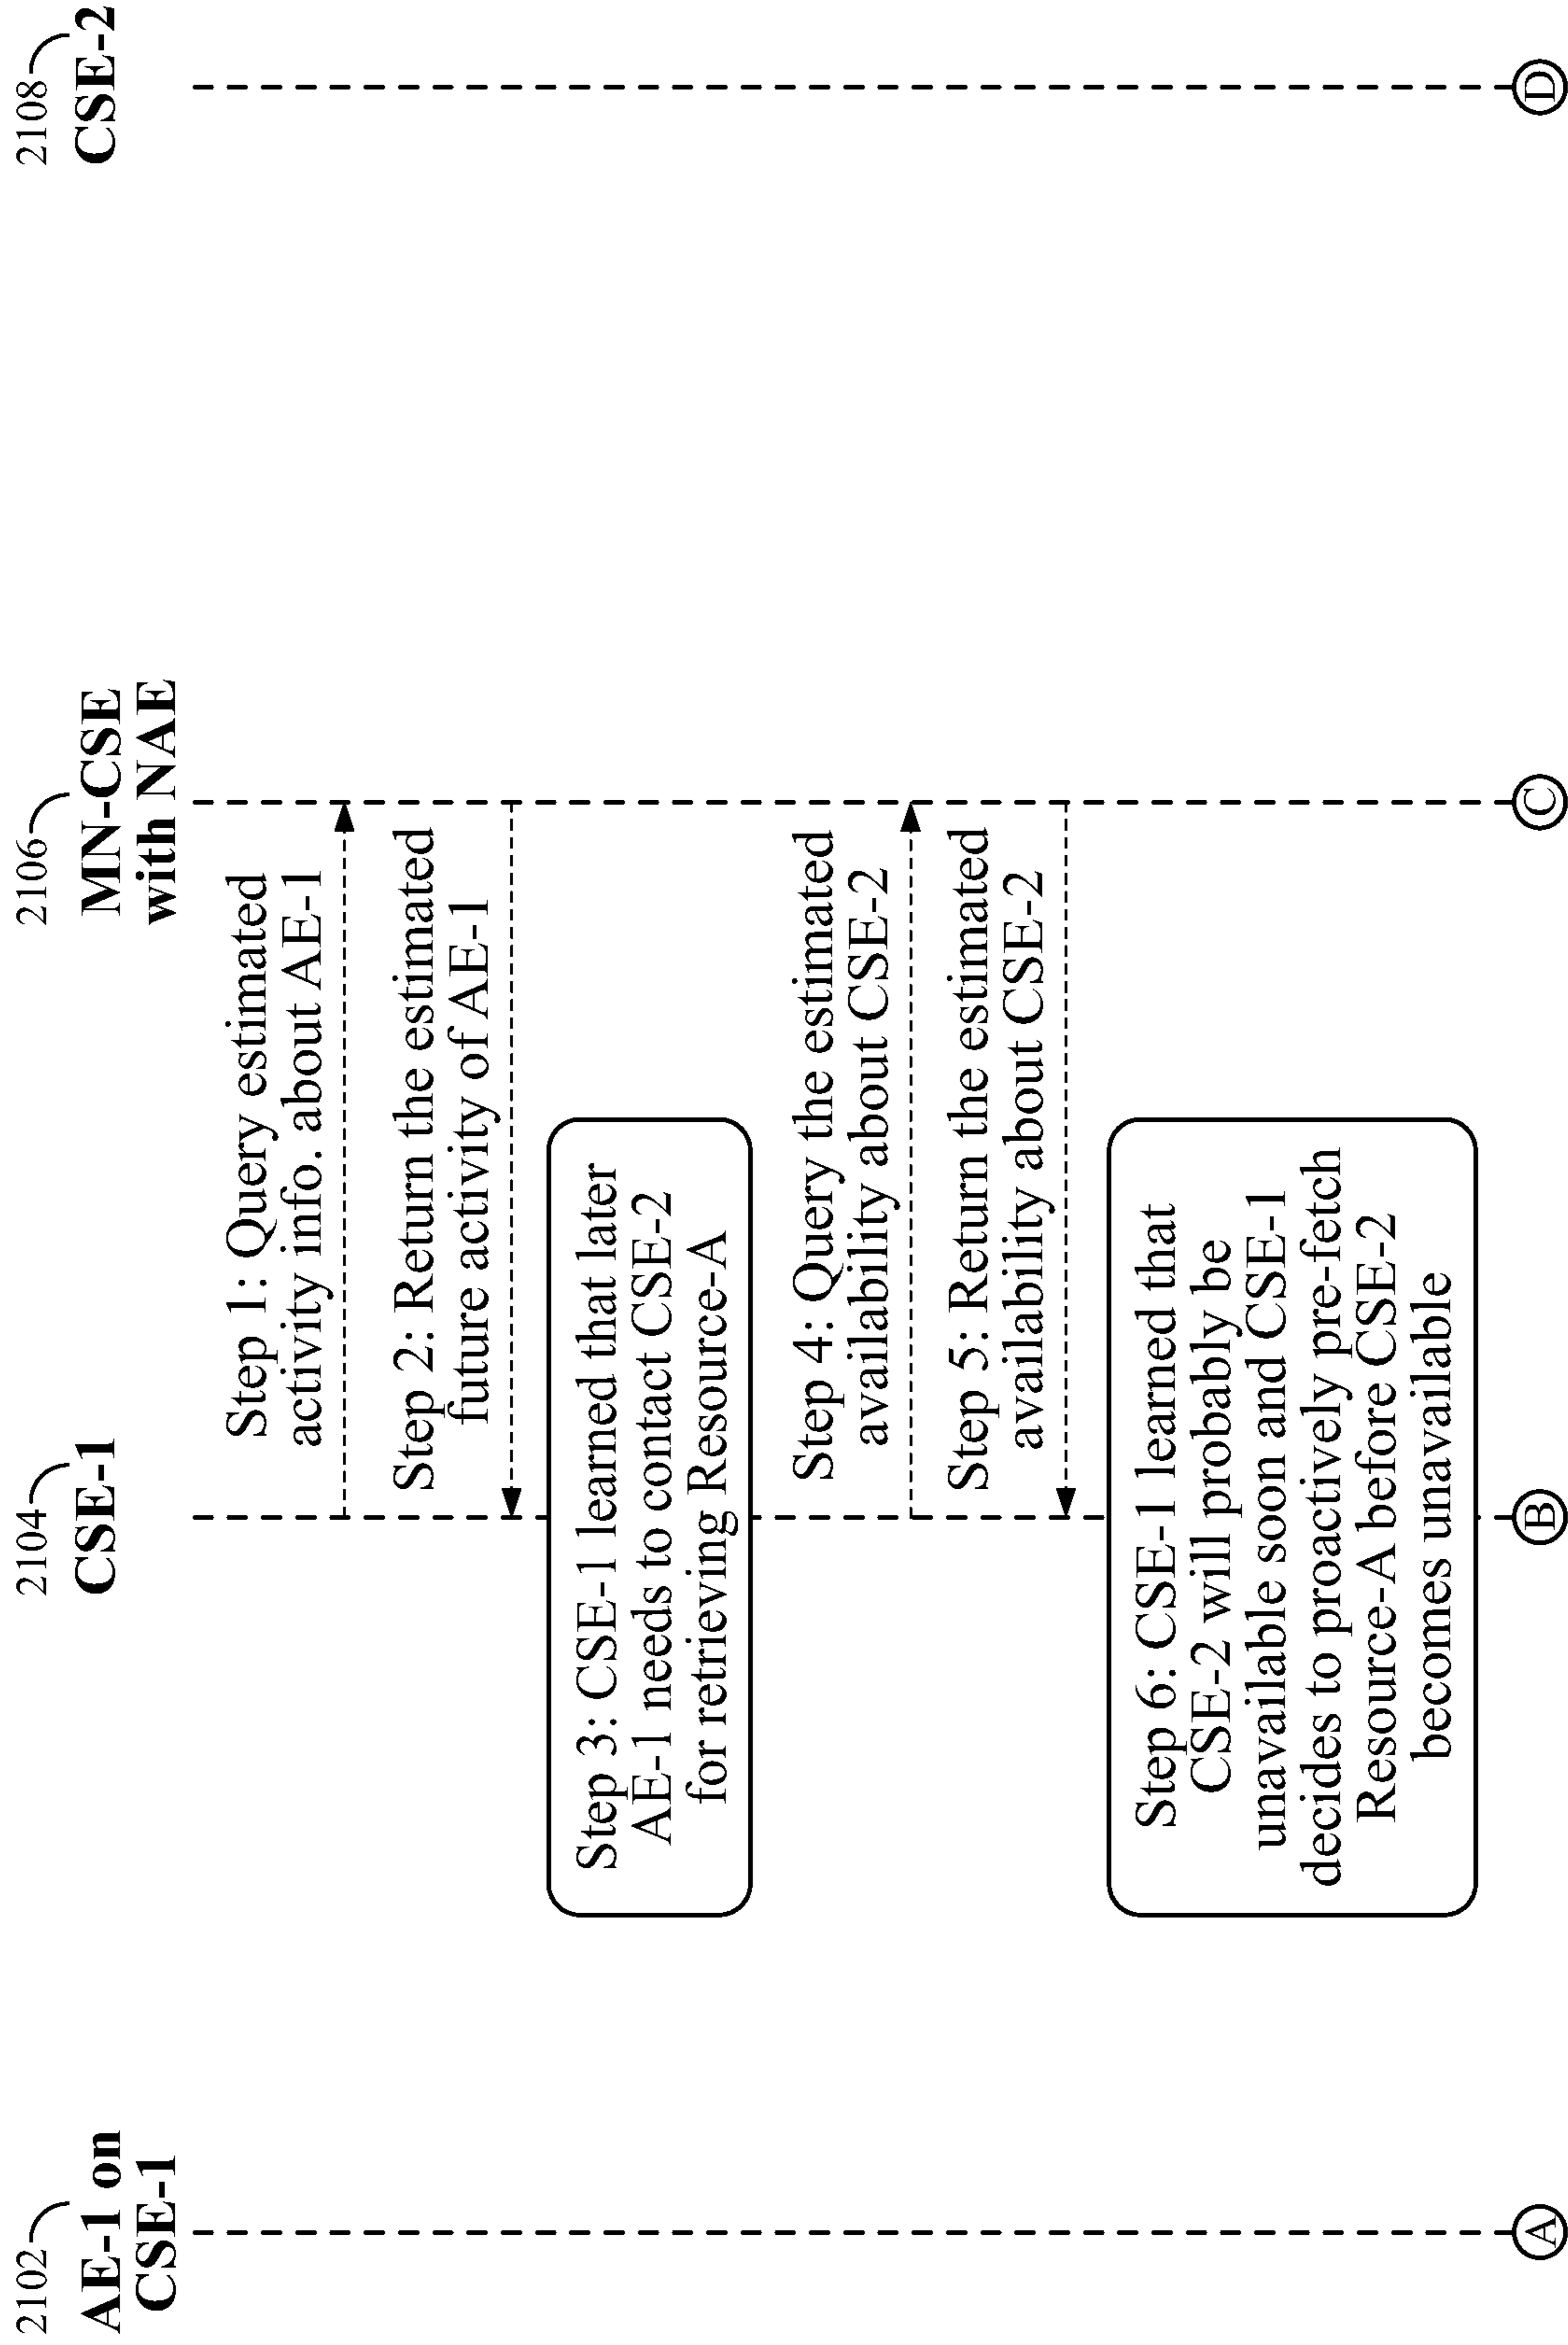 2102
AE-1 on
CSE-1
2104
CSE-1
2106
MN-CSE
with NAE
2108
CSE-2
Step 1: Query estimated
activity info. about AE-1
Step 2: Return the estimated
future activity of AE-1
Step 3: CSE-1 learned that later
AE-1 needs to contact CSE-2
for retrieving Resource-A
Step 4: Query the estimated
availability about CSE-2
Step 5: Return the estimated
availability about CSE-2
Step 6: CSE-1 learned that
CSE-2 will probably be
unavailable soon and CSE-1
decides to proactively pre-fetch
Resource-A before CSE-2
becomes unavailable
A
B
C
D